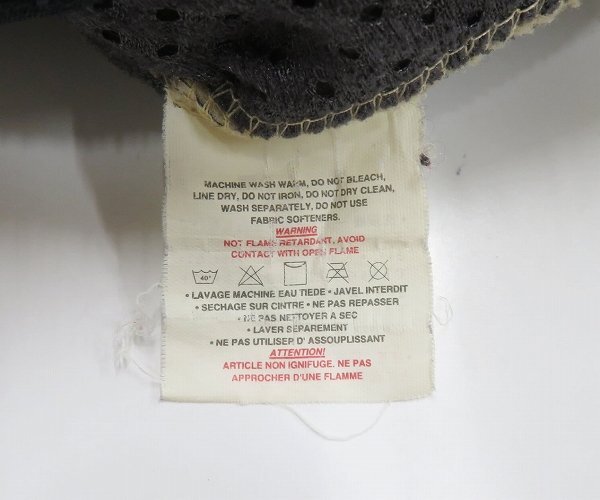 MACHINE WASH WARM, DO NOT BLEACH,
LINE DRY, DO NOT IRON, DO NOT DRY CLEAN,
WASH SEPARATELY, DO NOT USE
FABRIC SOFTENERS.
WARNING
NOT FLAME RETARDANT, AVOID
CONTACT WITH OPEN FLAME
40°
• LAVAGE MACHINE EAU TIEDE • JAVEL INTERDIT
• SECHAGE SUR CINTRE • NE PAS REPASSER
• NE PAS NETTOYER A SEC
• LAVER SEPAREMENT
• NE PAS UTILISER D' ASSOUPLISSANT
ATTENTION!
ARTICLE NON IGNIFUGE. NE PAS
APPROCHER D'UNE FLAMME